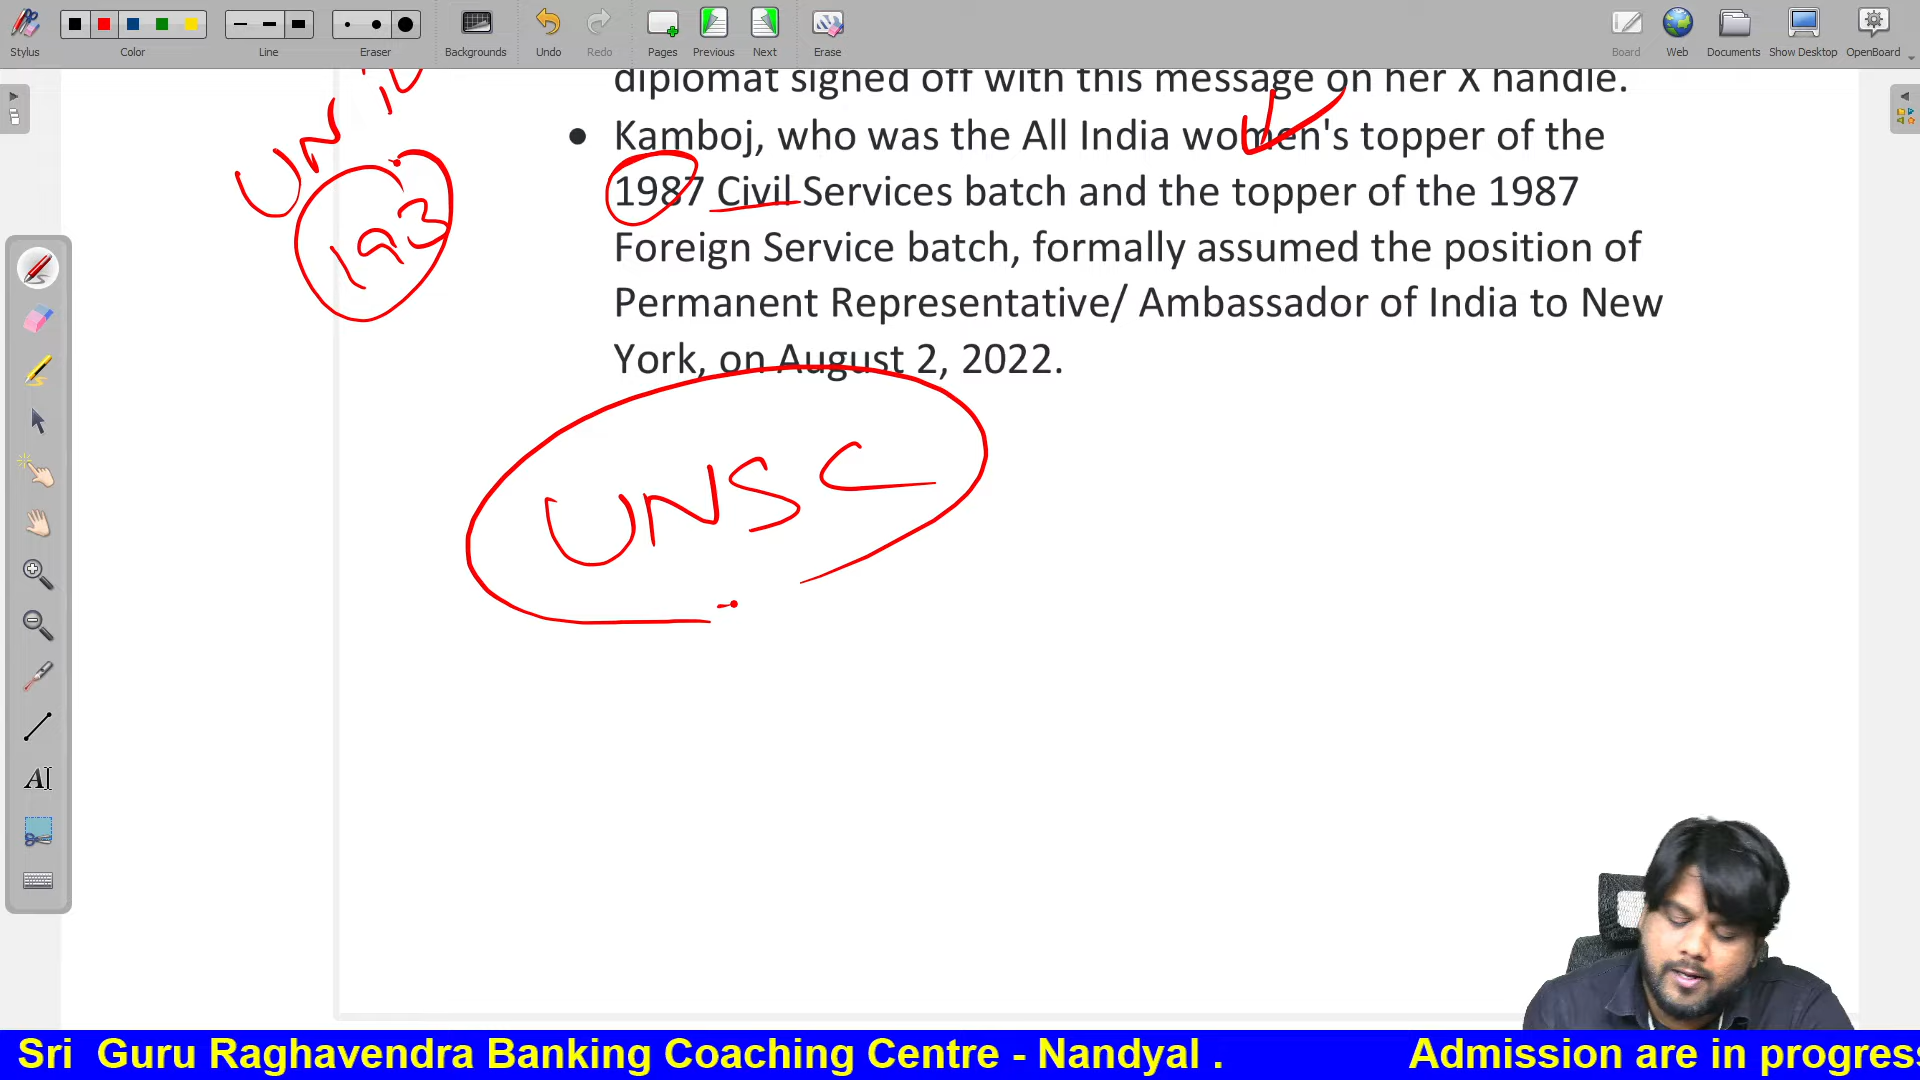 Stylus
Color
Line
Eraser
Backgrounds
Undo
Redo
Pages
Previous
Next
Erase
Board
Web
Documents
Show Desktop
OpenBoard
diplomat signed off with this message on her X handle.
UN
193
● Kamboj, who was the All India women's topper of the
1987 Civil Services batch and the topper of the 1987
Foreign Service batch, formally assumed the position of
Permanent Representative/ Ambassador of India to New
York, on August 2, 2022.
UNSC
Sri Guru Raghavendra Banking Coaching Centre - Nandyal . Admission are in progres